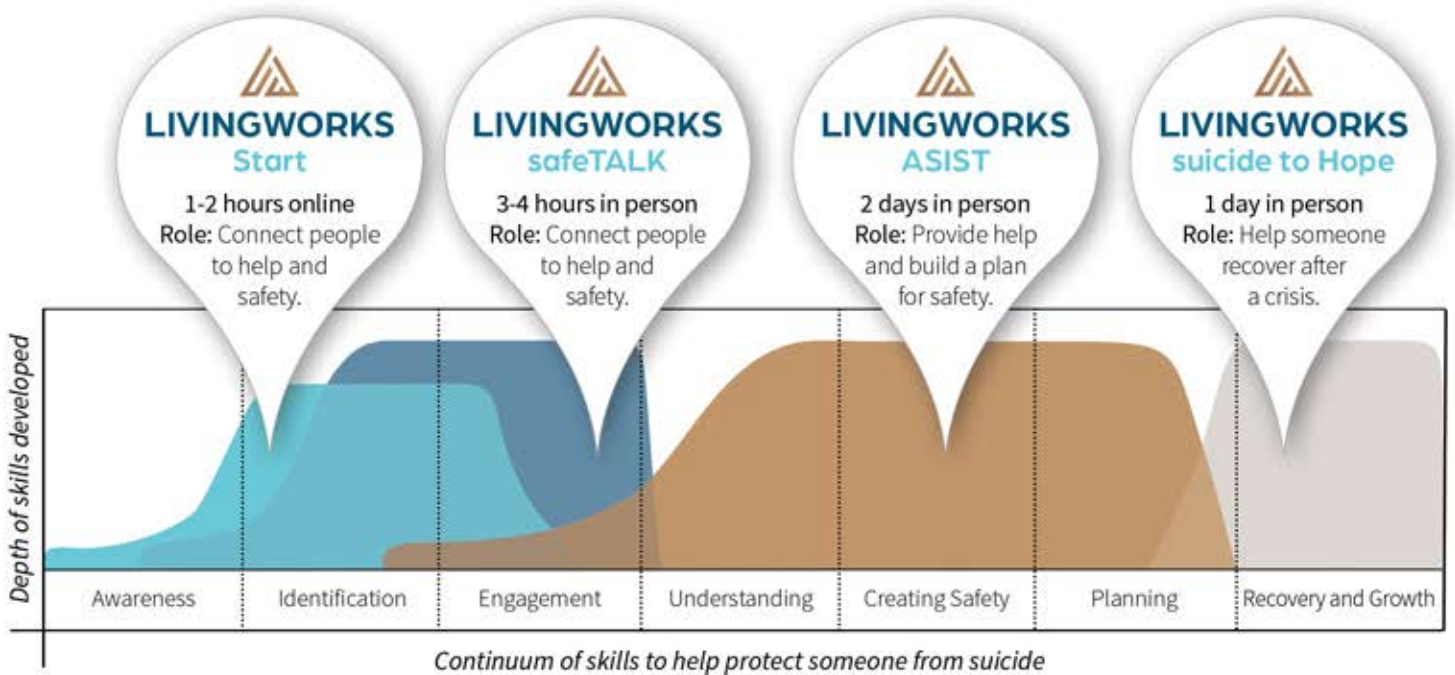 LIVINGWORKS
Start
1-2 hours online
Role: Connect people
to help and
safety.
LIVINGWORKS
safeTALK
3-4 hours in person
Role: Connect people
to help and
safety.
LIVINGWORKS
ASIST
2 days in person
Role: Provide help
and build a plan
for safety.
LIVINGWORKS
suicide to Hope
1 day in person
Role: Help someone
recover after
a crisis.
Depth of skills developed
Awareness
Identification
Engagement
Understanding
Creating Safety
Planning
Recovery and Growth
Continuum of skills to help protect someone from suicide